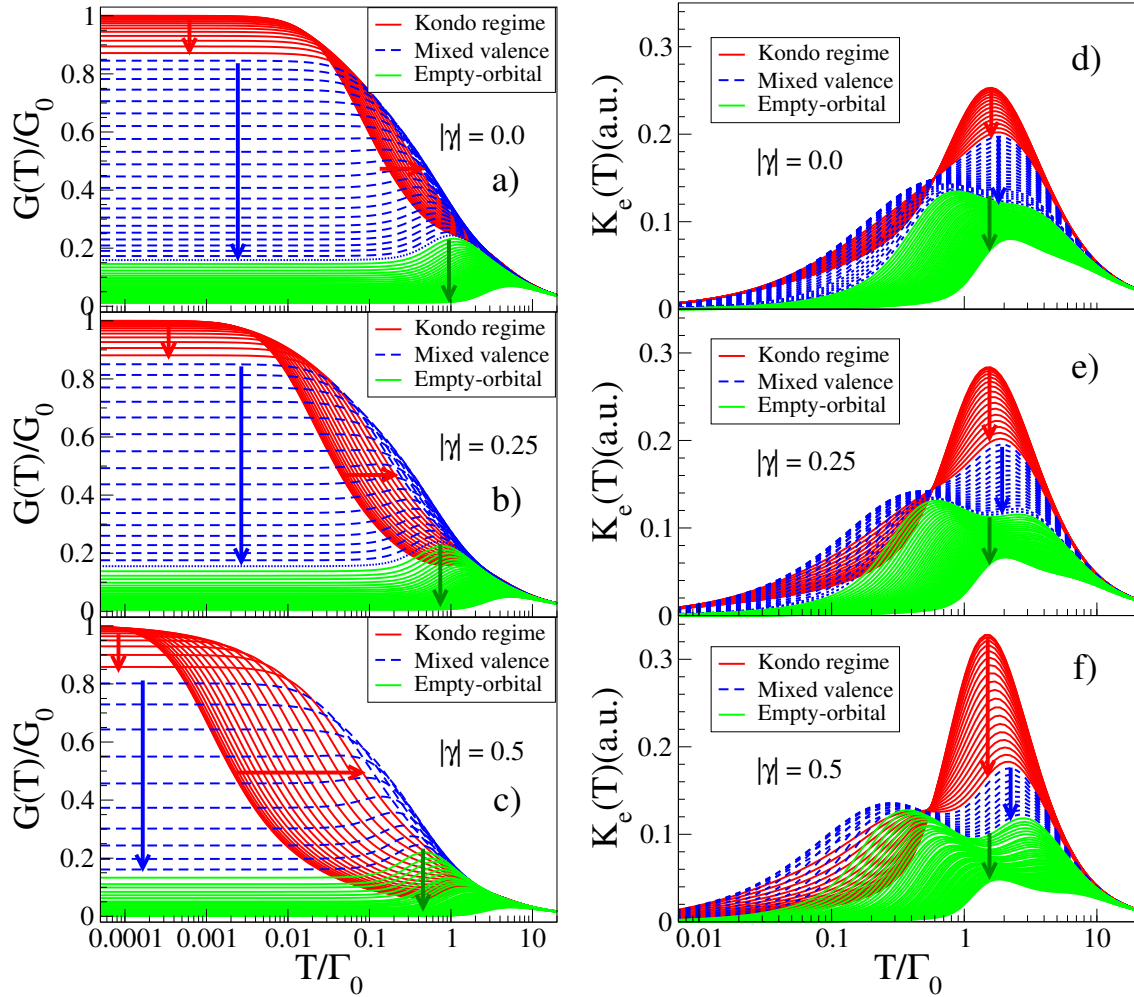 G(T)/G0
1
0.8
0.6
0.4
0.2
0
Kondo regime
Mixed valence
Empty-orbital
|γ| = 0.0
a)
G(T)/G0
1
0.8
0.6
0.4
0.2
0
Kondo regime
Mixed valence
Empty-orbital
|γ| = 0.25
b)
G(T)/G0
1
0.8
0.6
0.4
0.2
0
Kondo regime
Mixed valence
Empty-orbital
|γ| = 0.5
c)
0.0001 0.001 0.01 0.1 1 10
T/Γ0
Ke(T)(a.u.)
0.3
0.2
0.1
0
Kondo regime
Mixed valence
Empty-orbital
|γ| = 0.0
d)
Ke(T)(a.u.)
0.3
0.2
0.1
0
Kondo regime
Mixed valence
Empty-orbital
|γ| = 0.25
e)
Ke(T)(a.u.)
0.3
0.2
0.1
0
Kondo regime
Mixed valence
Empty-orbital
|γ| = 0.5
f)
0.01 0.1 1 10
T/Γ0